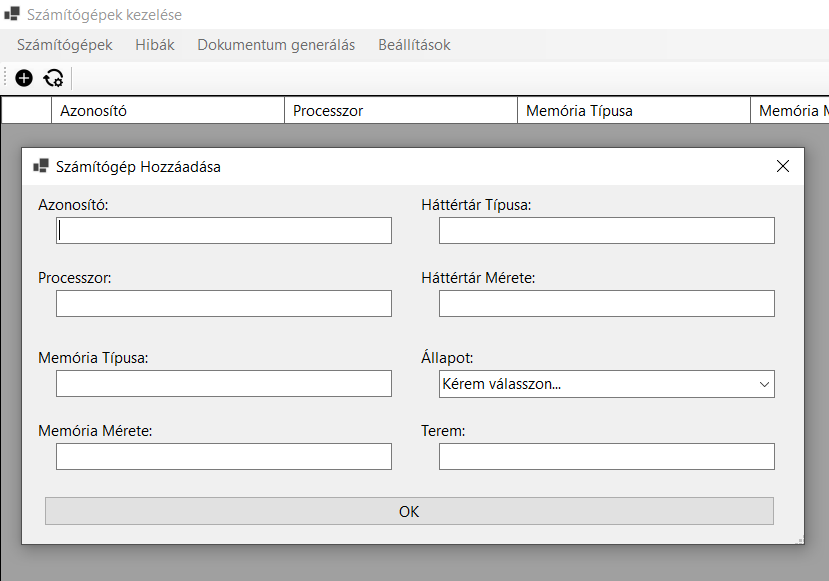 Számítógépek kezelése
Számítógépek Hibák Dokumentum generálás Beállítások
Azonosító Processzor Memória Típusa Memória M
Számítógép Hozzáadása
Azonosító: Háttértár Típusa:
Processzor: Háttértár Mérete:
Memória Típusa: Állapot:
Kérem válasszon...
Memória Mérete: Terem:
OK